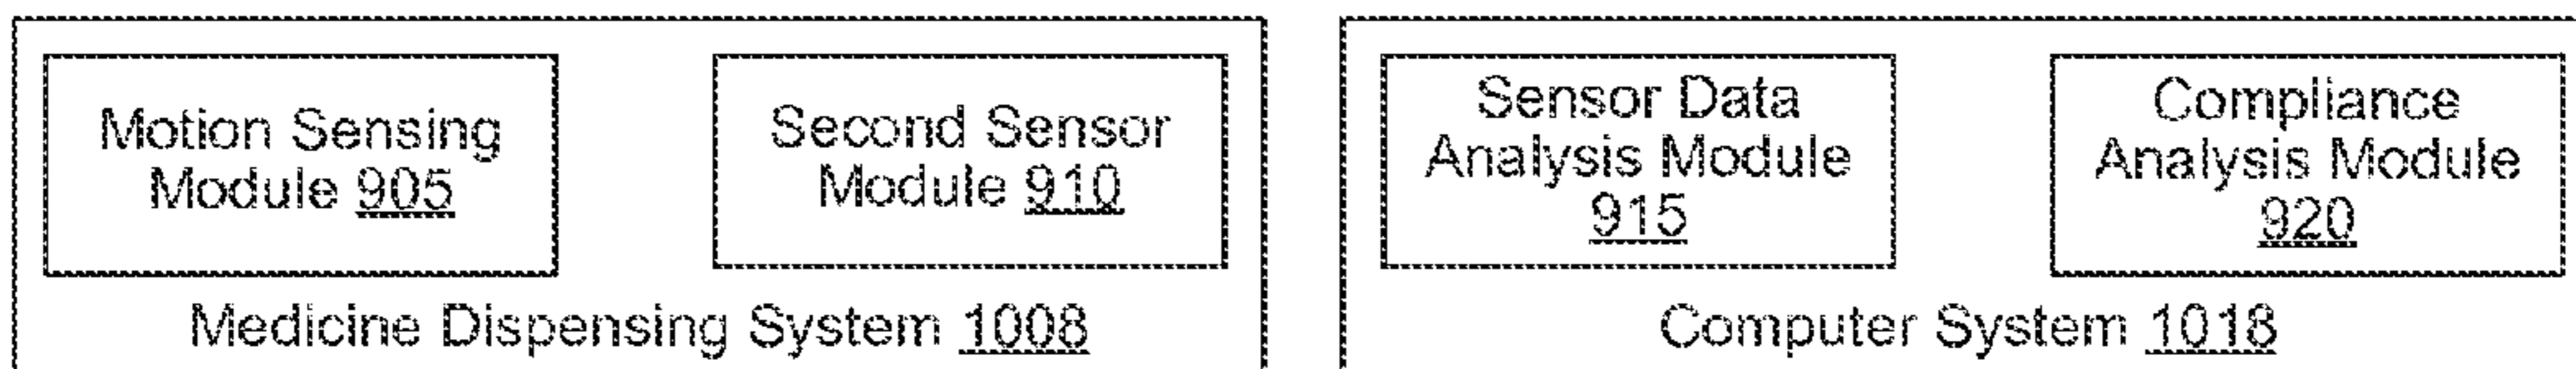 Motion Sensing
Module 905
Second Sensor
Module 910
Medicine Dispensing System 1008
Sensor Data
Analysis Module
915
Compliance
Analysis Module
920
Computer System 1018